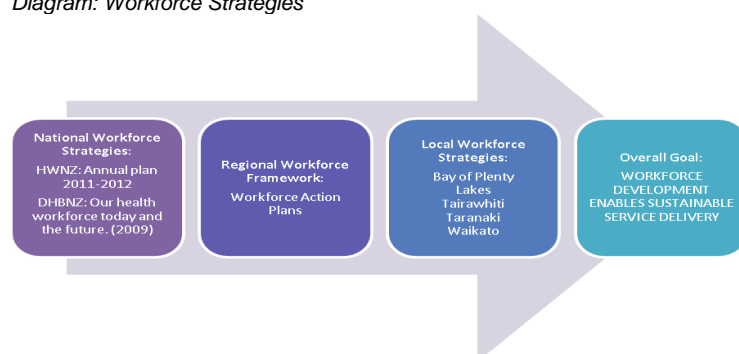 Diagram: Workforce Strategies
National Workforce
Strategies:
HWNZ: Annual plan
2011-2012
DHBNZ: Our health
workforce today and
the future. (2009)
Regional Workforce
Framework:
Workforce Action
Plans
Local Workforce
Strategies:
Bay of Plenty
Lakes
Tairawhiti
Taranaki
Waikato
Overall Goal:
WORKFORCE
DEVELOPMENT
ENABLES SUSTAINABLE
SERVICE DELIVERY